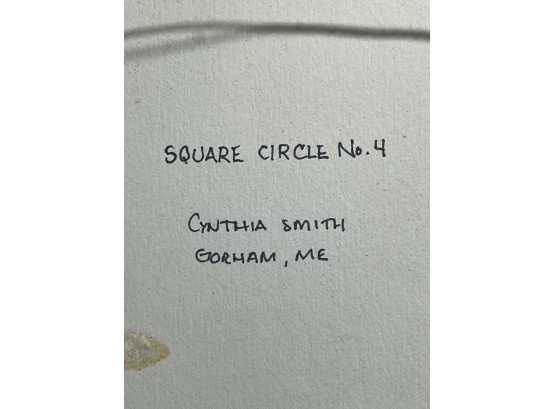 SQUARE CIRCLE No. 4
CYNTHIA SMITH
GORHAM, ME